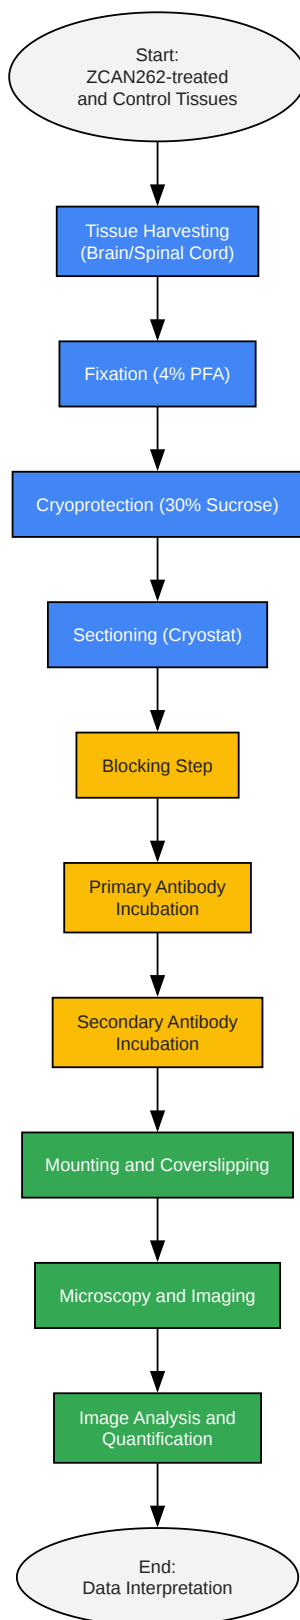 Start:
ZCAN262-treated
and Control Tissues
Tissue Harvesting
(Brain/Spinal Cord)
Fixation (4% PFA)
Cryoprotection (30% Sucrose)
Sectioning (Cryostat)
Blocking Step
Primary Antibody
Incubation
Secondary Antibody
Incubation
Mounting and Coverslipping
Microscopy and Imaging
Image Analysis and
Quantification
End:
Data Interpretation